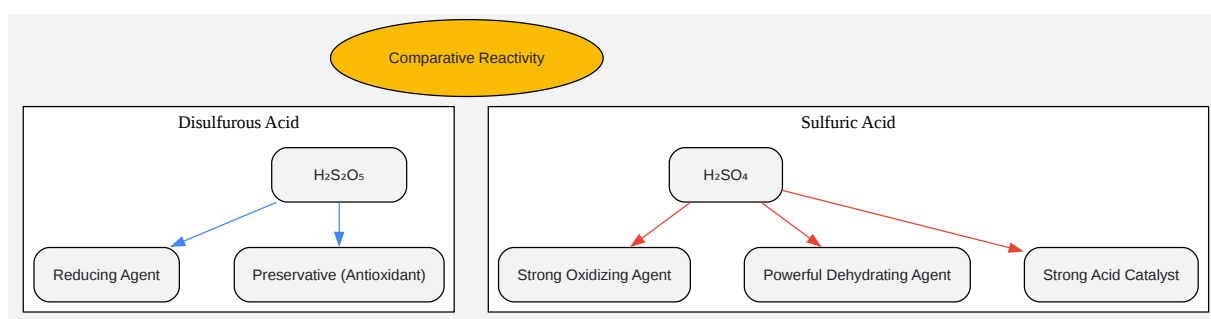 Comparative Reactivity
Disulfurous Acid
H₂S₂O₅
Reducing Agent
Preservative (Antioxidant)
Sulfuric Acid
H₂SO₄
Strong Oxidizing Agent
Powerful Dehydrating Agent
Strong Acid Catalyst